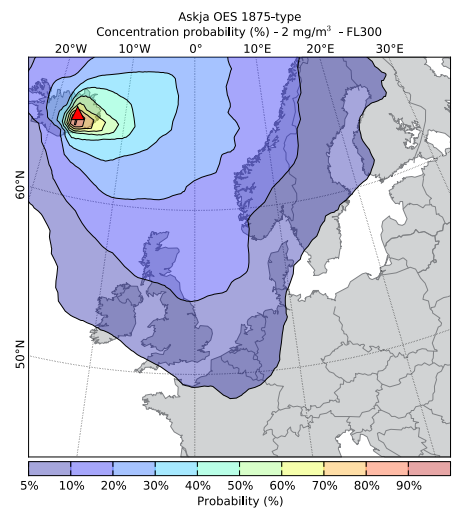 Askja OES 1875-type
Concentration probability (%) - 2 mg/m³ - FL300
20°W 10°W 0° 10°E 20°E 30°E
60°N
50°N
5% 10% 20% 30% 40% 50% 60% 70% 80% 90%
Probability (%)